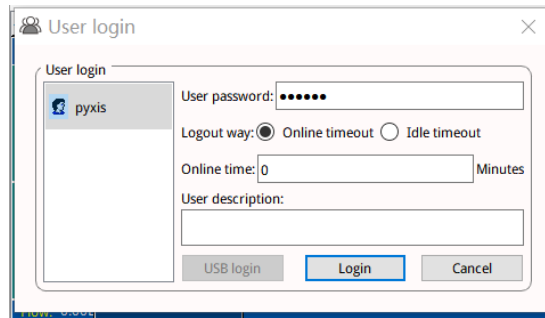 User login
User login
pyxis
User password: ••••••
Logout way: Online timeout Idle timeout
Online time: 0 Minutes
User description:
USB login Login Cancel